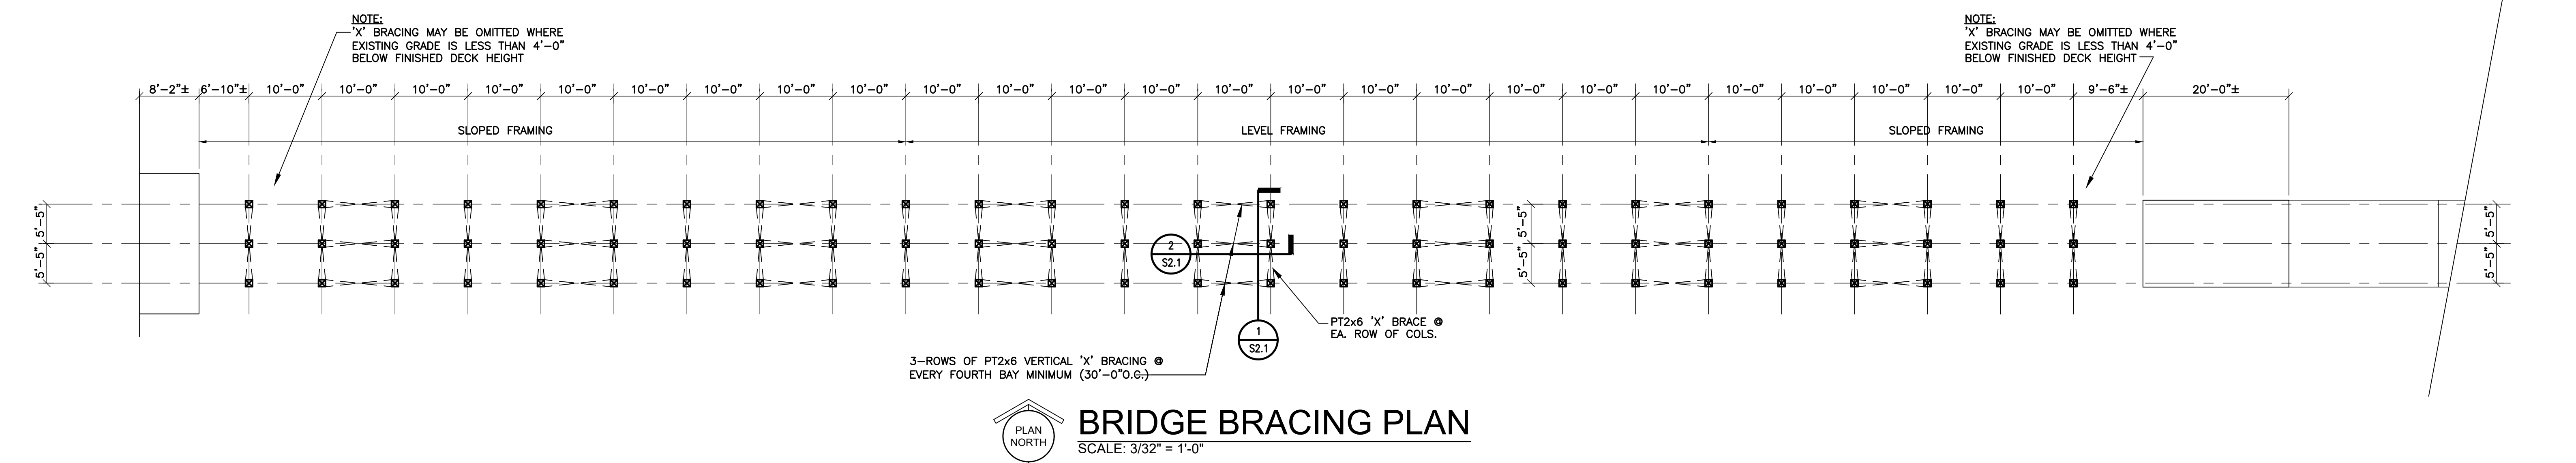 NOTE:
'X' BRACING MAY BE OMITTED WHERE
EXISTING GRADE IS LESS THAN 4'-0"
BELOW FINISHED DECK HEIGHT
NOTE:
'X' BRACING MAY BE OMITTED WHERE
EXISTING GRADE IS LESS THAN 4'-0"
BELOW FINISHED DECK HEIGHT
8'-2"± 6'-10"± 10'-0" 10'-0" 10'-0" 10'-0" 10'-0" 10'-0" 10'-0" 10'-0" 10'-0" 10'-0" 10'-0" 10'-0" 10'-0" 10'-0" 10'-0" 10'-0" 10'-0" 10'-0" 10'-0" 10'-0" 10'-0" 10'-0" 10'-0" 10'-0" 10'-0" 9'-6"± 20'-0"±
SLOPED FRAMING LEVEL FRAMING SLOPED FRAMING
5'-5" 5'-5" 5'-5"
5'-5" 5'-5" 5'-5"
2
S2.1
1
S2.1
PT2x6 'X' BRACE @
EA. ROW OF COLS.
3-ROWS OF PT2x6 VERTICAL 'X' BRACING @
EVERY FOURTH BAY MINIMUM (30'-0"O.C.)
PLAN
NORTH
BRIDGE BRACING PLAN
SCALE: 3/32" = 1'-0"